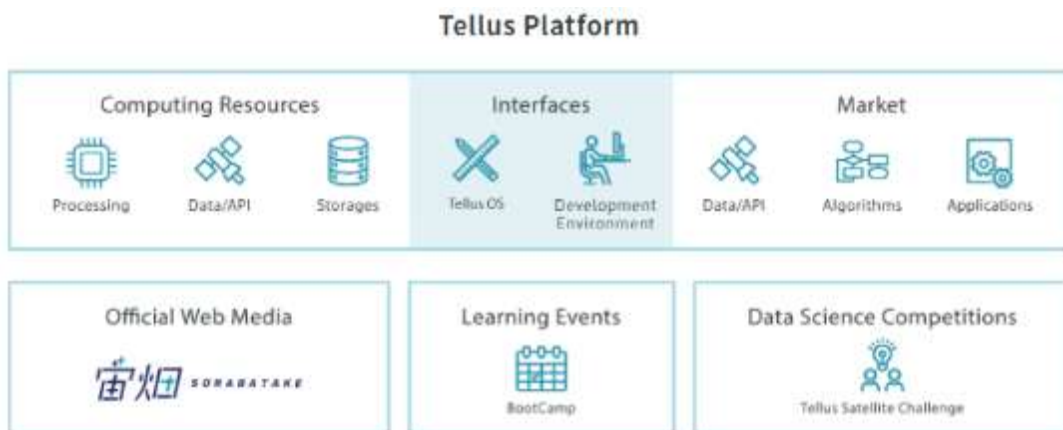 Tellus Platform
Computing Resources
Processing
Data/API
Storages
Interfaces
Tellus OS
Development
Environment
Market
Data/API
Algorithms
Applications
Official Web Media
宙畑 SORABATAKE
Learning Events
BootCamp
Data Science Competitions
Tellus Satellite Challenge